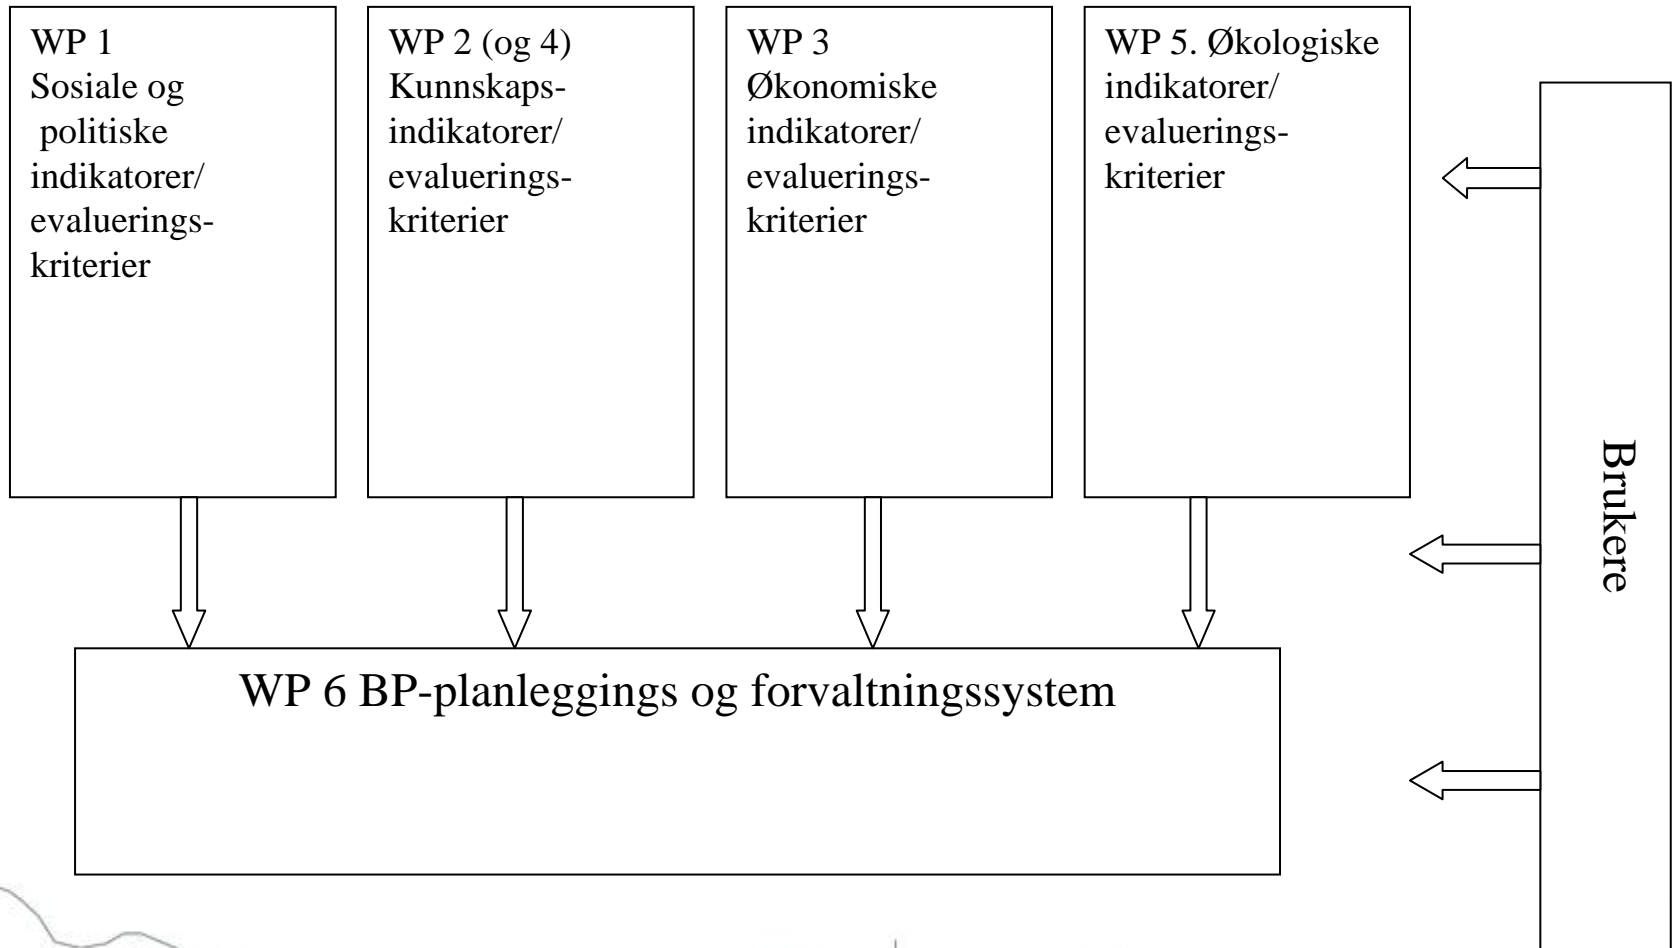 WP 1
Sosiale og
politiske
indikatorer/
evaluerings-
kriterier
WP 2 (og 4)
Kunnskaps-
indikatorer/
evaluerings-
kriterier
WP 3
Økonomiske
indikatorer/
evaluerings-
kriterier
WP 5. Økologiske
indikatorer/
evaluerings-
kriterier
Brukere
WP 6 BP-planleggings og forvaltningssystem